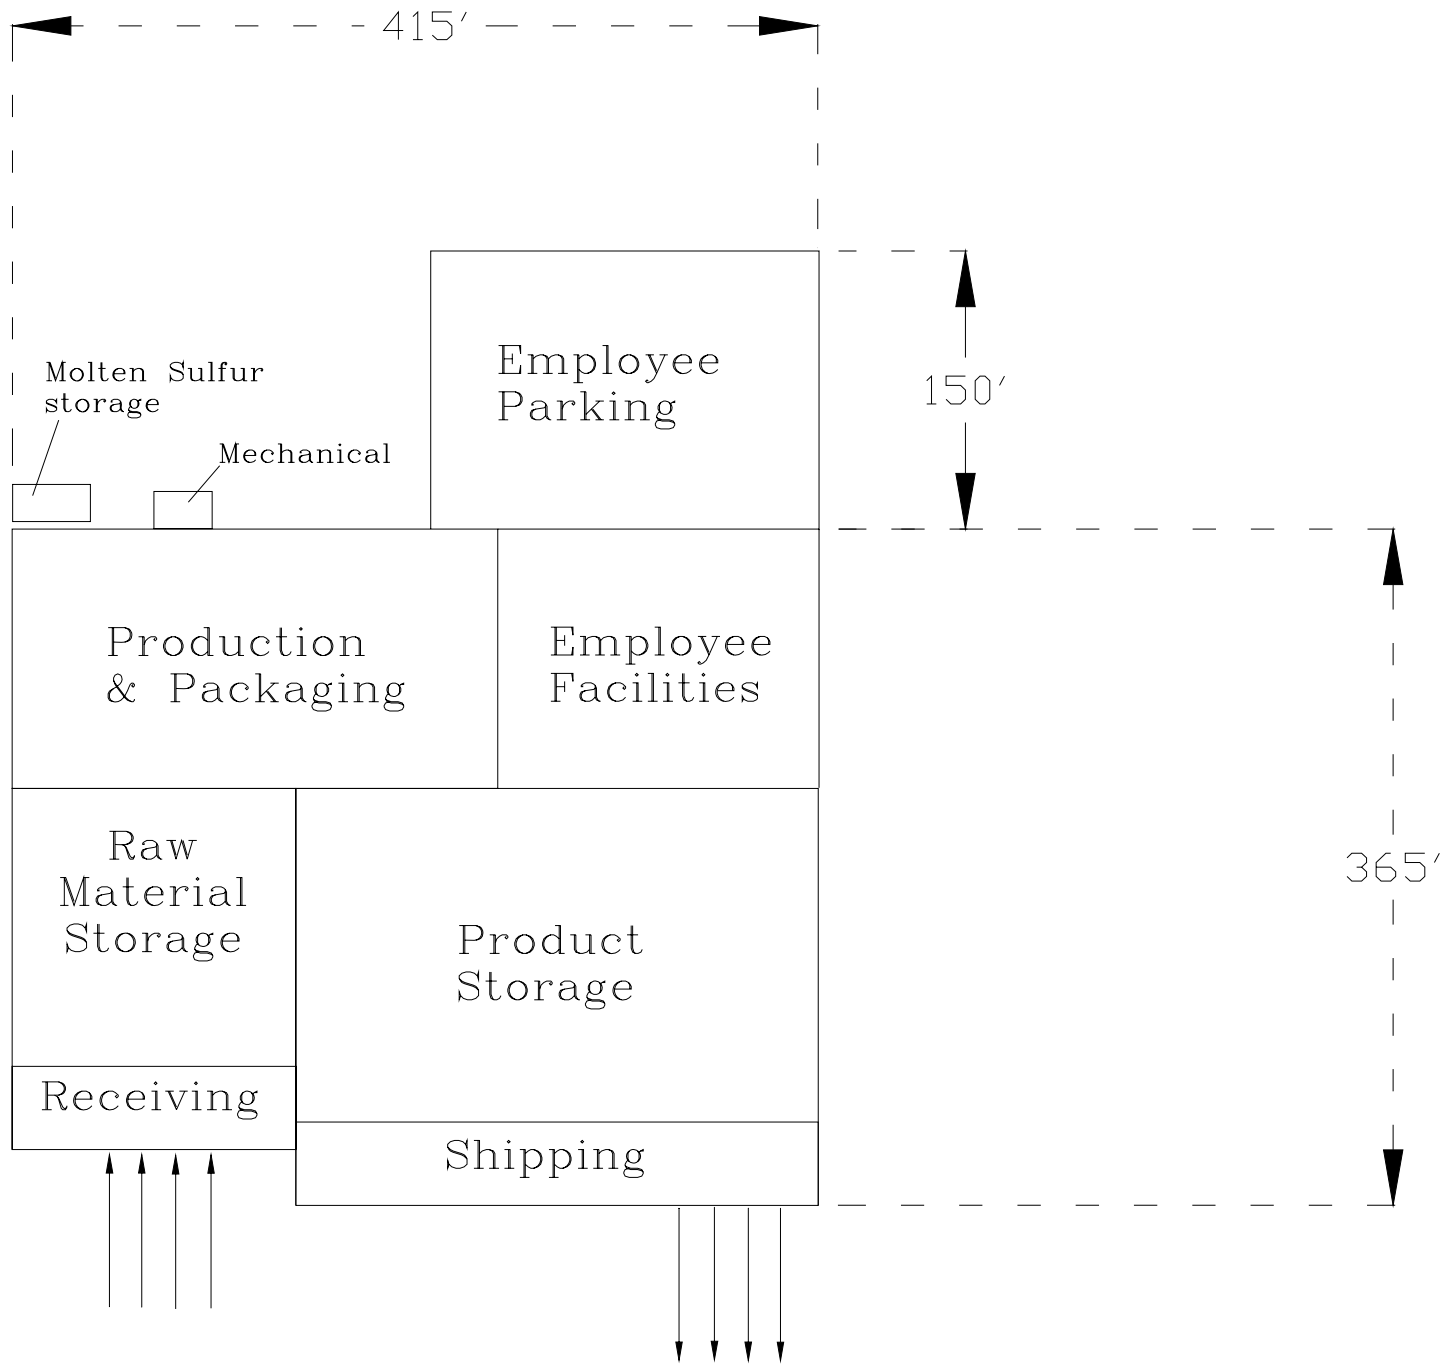 415′
Employee
Parking
150′
Molten Sulfur
storage
Mechanical
Production
& Packaging
Employee
Facilities
Raw
Material
Storage
365′
Product
Storage
Receiving
Shipping